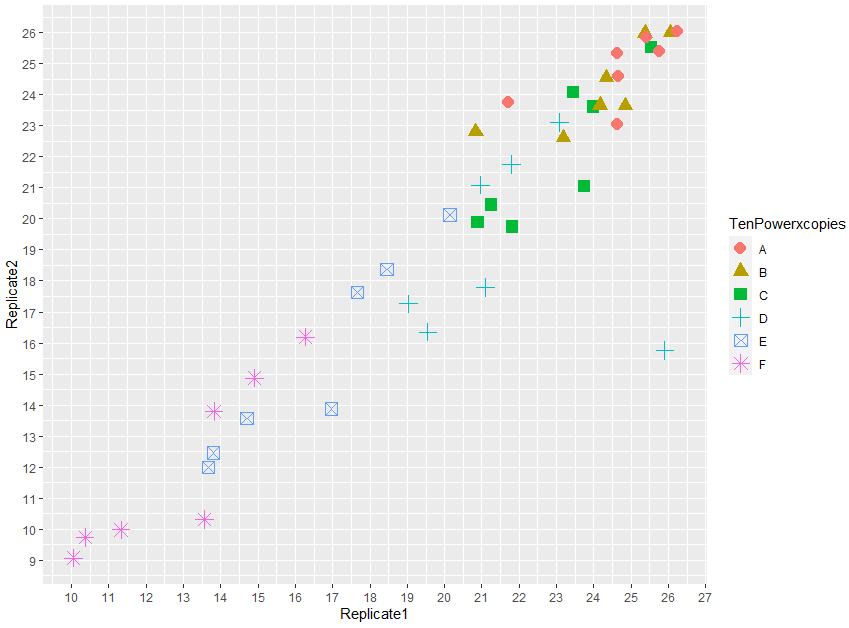 26
25
24
23
22
21
20
19
18
17
16
15
14
13
12
11
10
9
Replicate2
10 11 12 13 14 15 16 17 18 19 20 21 22 23 24 25 26 27
Replicate1
TenPowerxcopies
A
B
C
D
E
F